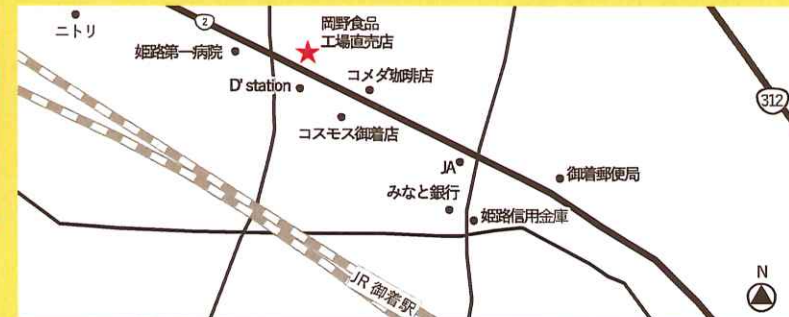 ニトリ
2
岡野食品
工場直売店
姫路第一病院
D' station
コメダ珈琲店
コスモス御着店
312
JA
御着郵便局
みなと銀行
姫路信用金庫
JR 御着駅
N